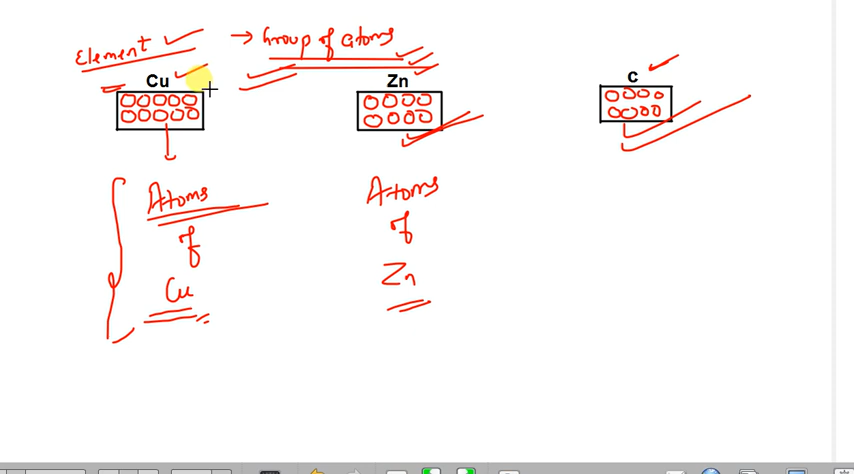 Element → Group of atoms
Cu Zn C
Atoms Atoms
of of
Cu Zn